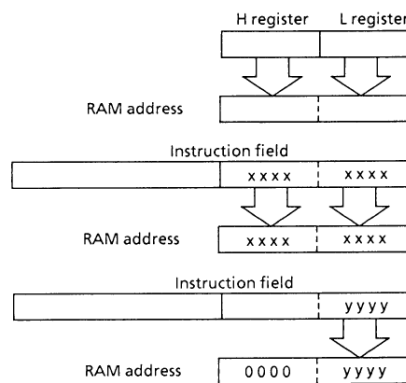 H register L register
RAM address
Instruction field
xxxx xxxx
RAM address xxxx xxxx
Instruction field
yyyy
RAM address 0000 yyyy